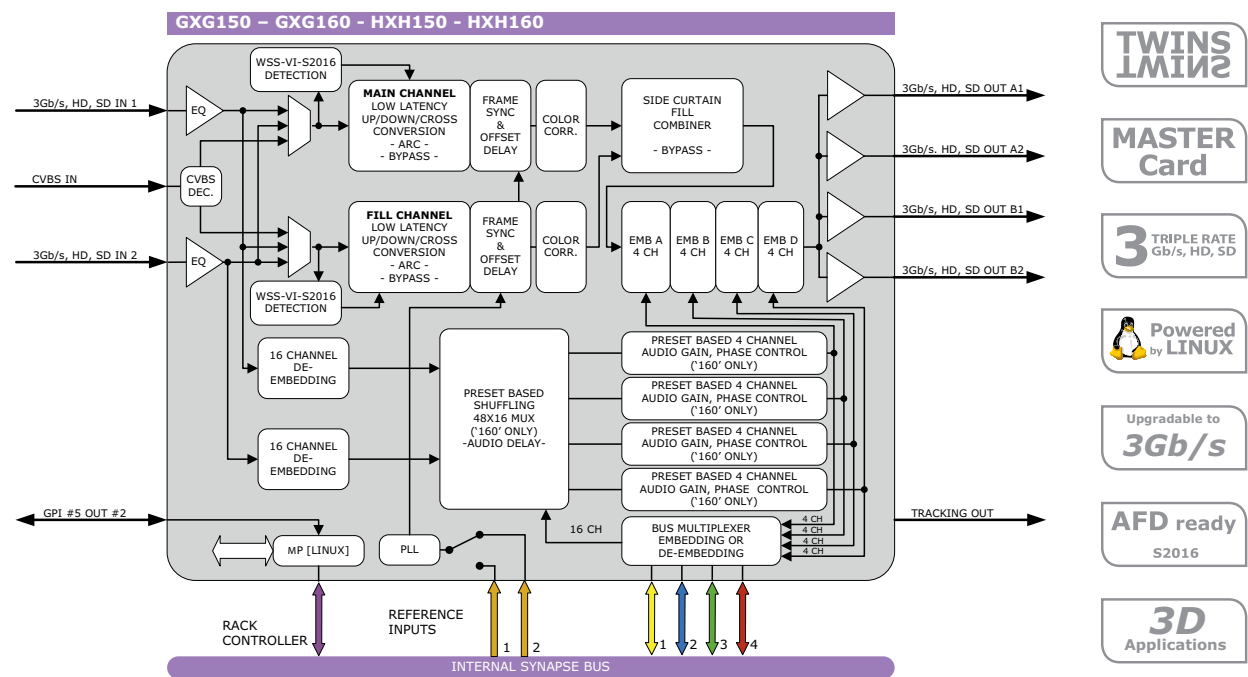 GXG150 – GXG160 - HXH150 - HXH160
3Gb/s, HD, SD IN 1
CVBS IN
3Gb/s, HD, SD IN 2
GPI #5 OUT #2
EQ
CVBS
DEC.
EQ
WSS-VI-S2016
DETECTION
MAIN CHANNEL
LOW LATENCY
UP/DOWN/CROSS
CONVERSION
- ARC -
- BYPASS -
FRAME
SYNC
&
OFFSET
DELAY
COLOR
CORR.
SIDE CURTAIN
FILL
COMBINER
- BYPASS -
FILL CHANNEL
LOW LATENCY
UP/DOWN/CROSS
CONVERSION
- ARC -
- BYPASS -
FRAME
SYNC
&
OFFSET
DELAY
COLOR
CORR.
EMB A
4 CH
EMB B
4 CH
EMB C
4 CH
EMB D
4 CH
WSS-VI-S2016
DETECTION
16 CHANNEL
DE-
EMBEDDING
16 CHANNEL
DE-
EMBEDDING
PRESET BASED
SHUFFLING
48X16 MUX
('160' ONLY)
-AUDIO DELAY-
PRESET BASED 4 CHANNEL
AUDIO GAIN, PHASE CONTROL
('160' ONLY)
PRESET BASED 4 CHANNEL
AUDIO GAIN, PHASE CONTROL
('160' ONLY)
PRESET BASED 4 CHANNEL
AUDIO GAIN, PHASE CONTROL
('160' ONLY)
PRESET BASED 4 CHANNEL
AUDIO GAIN, PHASE CONTROL
('160' ONLY)
16 CH
BUS MULTIPLEXER
EMBEDDING OR
DE-EMBEDDING
4 CH
4 CH
4 CH
4 CH
MP [LINUX]
PLL
RACK
CONTROLLER
REFERENCE
INPUTS
1
2
1
2
3
4
INTERNAL SYNAPSE BUS
3Gb/s, HD, SD OUT A1
3Gb/s. HD, SD OUT A2
3Gb/s, HD, SD OUT B1
3Gb/s, HD, SD OUT B2
TRACKING OUT
TWINS
TWINS
MASTER
Card
3 TRIPLE RATE
Gb/s, HD, SD
Powered
by LINUX
Upgradable to
3Gb/s
AFD ready
S2016
3D
Applications